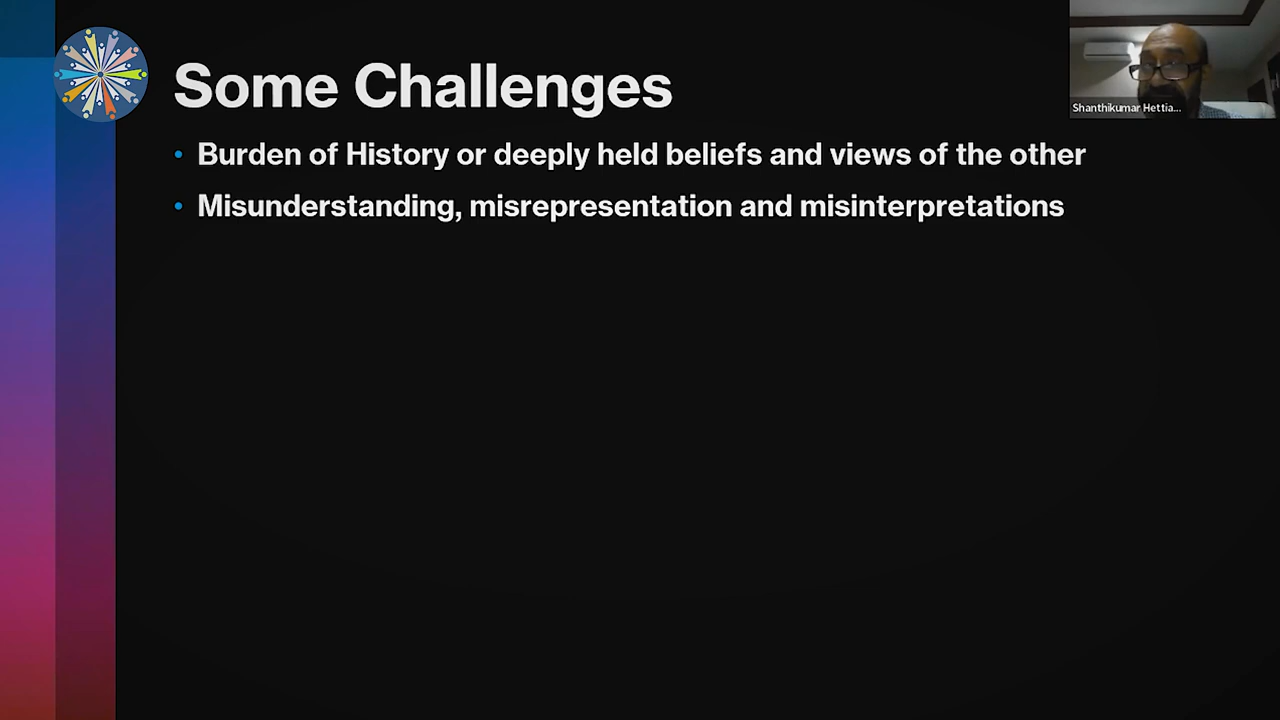 Some Challenges
• Burden of History or deeply held beliefs and views of the other
• Misunderstanding, misrepresentation and misinterpretations
Shanthikumar Hettia...